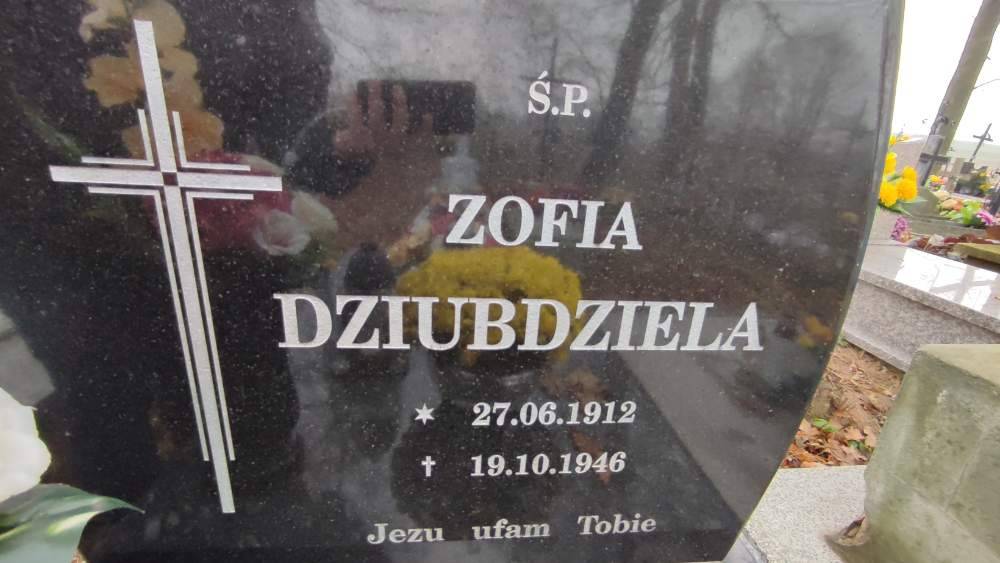 Ś.P.
ZOFIA
DZIUBDZIELA
✶ 27.06.1912
† 19.10.1946
Jezu ufam Tobie